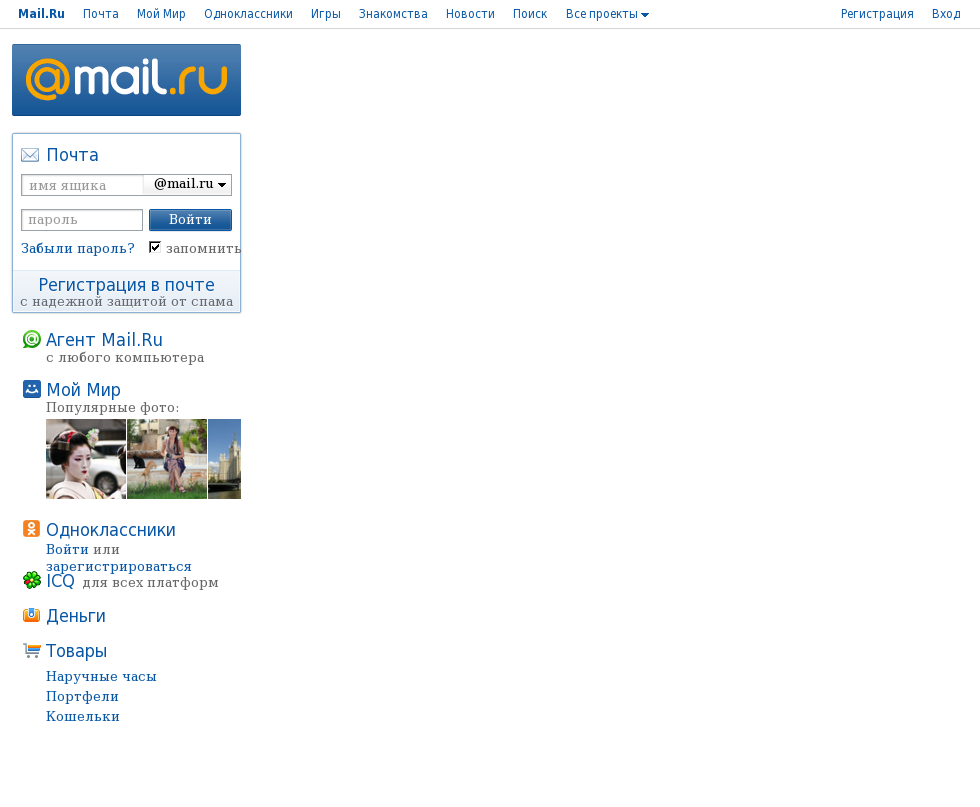 Mail.Ru Почта Мой Мир Одноклассники Игры Знакомства Новости Поиск Все проекты Регистрация Вход
@mail.ru
Почта
имя ящика @mail.ru
пароль Войти
Забыли пароль? запомнить
Регистрация в почте
с надежной защитой от спама
Агент Mail.Ru
с любого компьютера
Мой Мир
Популярные фото:
Одноклассники
Войти или
зарегистрироваться
ICQ для всех платформ
Деньги
Товары
Наручные часы
Портфели
Кошельки